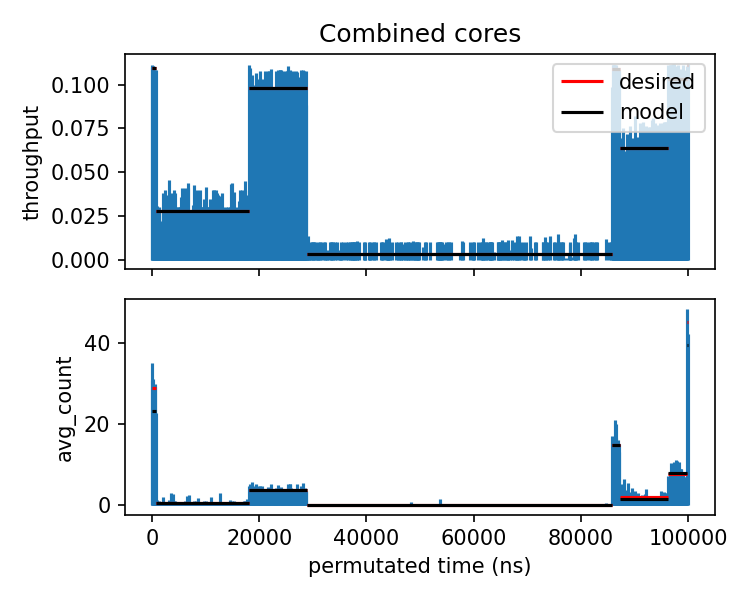 Combined cores
throughput
0.100
0.075
0.050
0.025
0.000
desired
model
avg_count
40
20
0
0 20000 40000 60000 80000 100000
permutated time (ns)